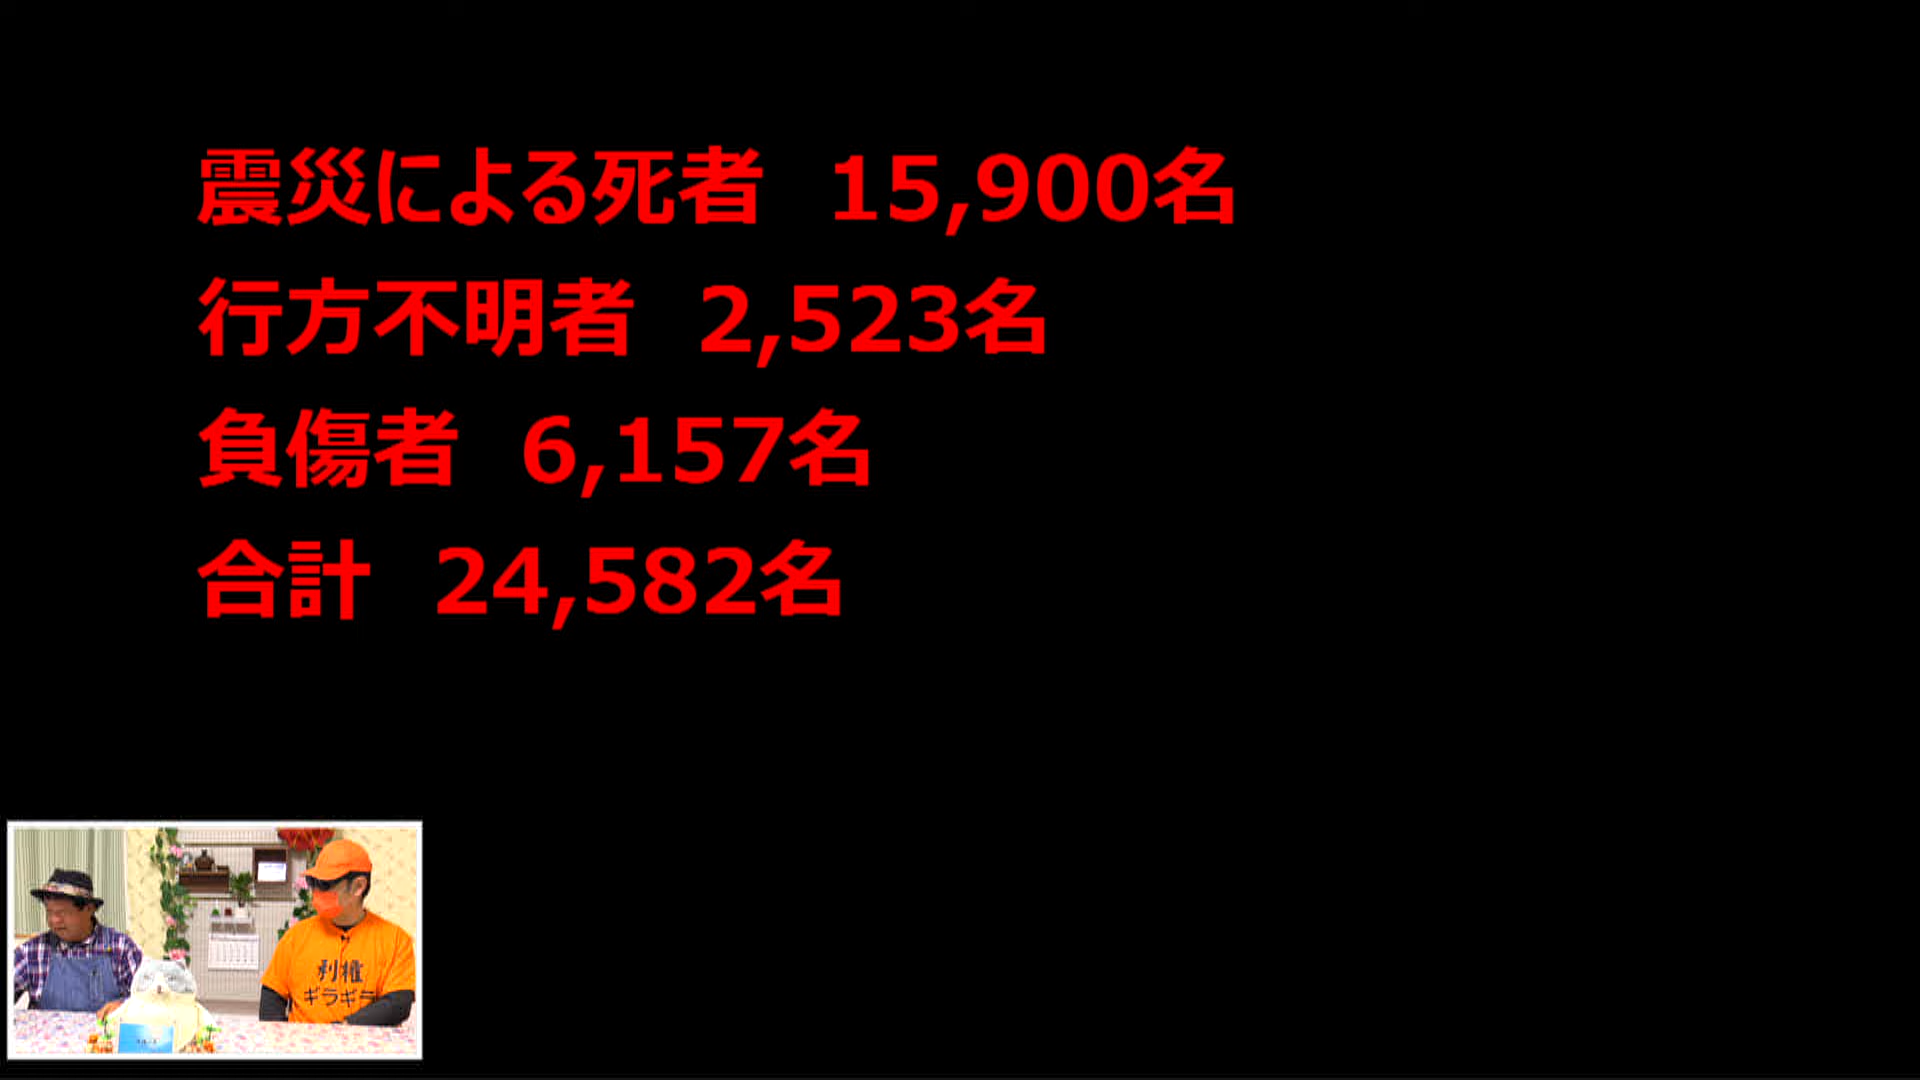 震災による死者　15,900名
行方不明者　2,523名
負傷者　6,157名
合計　24,582名
利権
ギラギラ